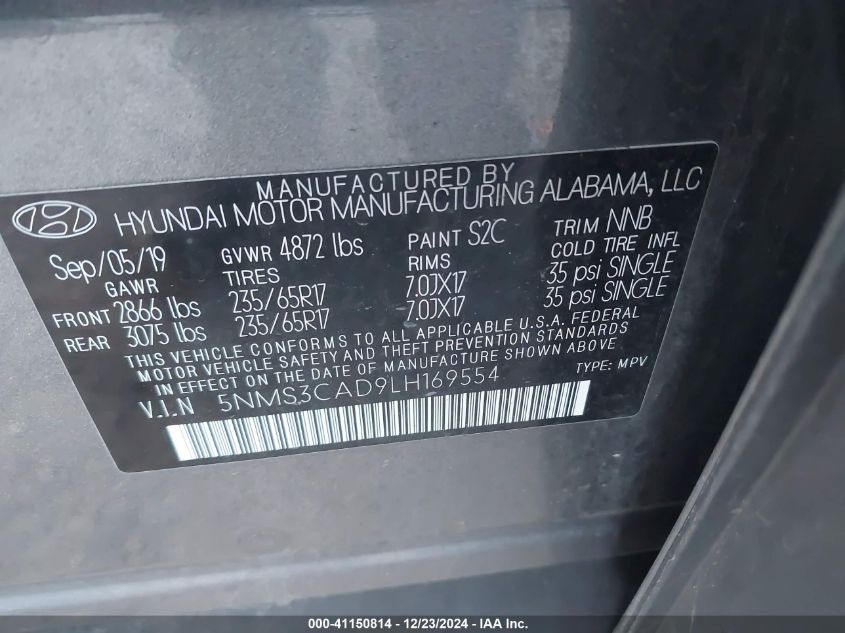 MANUFACTURED BY
HYUNDAI MOTOR MANUFACTURING ALABAMA, LLC
Sep/05/19 GVWR 4872 lbs PAINT S2C TRIM NNB
GAWR TIRES RIMS COLD TIRE INFL
FRONT 2866 lbs 235/65R17 7.0JX17 35 psi SINGLE
REAR 3075 lbs 235/65R17 7.0JX17 35 psi SINGLE
THIS VEHICLE CONFORMS TO ALL APPLICABLE U.S.A. FEDERAL
MOTOR VEHICLE SAFETY AND THEFT PREVENTION STANDARDS
IN EFFECT ON THE DATE OF MANUFACTURE SHOWN ABOVE
V.I.N 5NMS3CAD9LH169554 TYPE: MPV
000-41150814 - 12/23/2024 - IAA Inc.